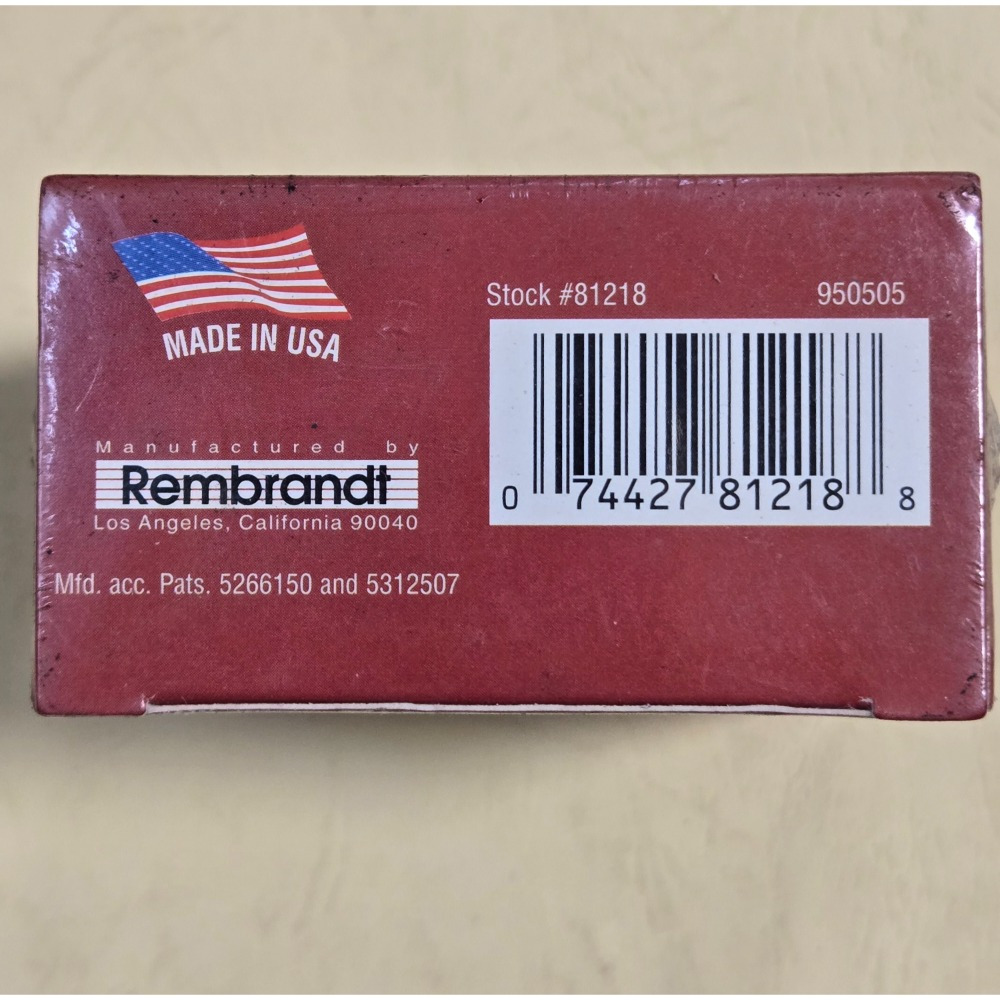 MADE IN USA
Manufactured by
Rembrandt
Los Angeles, California 90040
Mfd. acc. Pats. 5266150 and 5312507
Stock #81218 950505
0 74427 81218 8